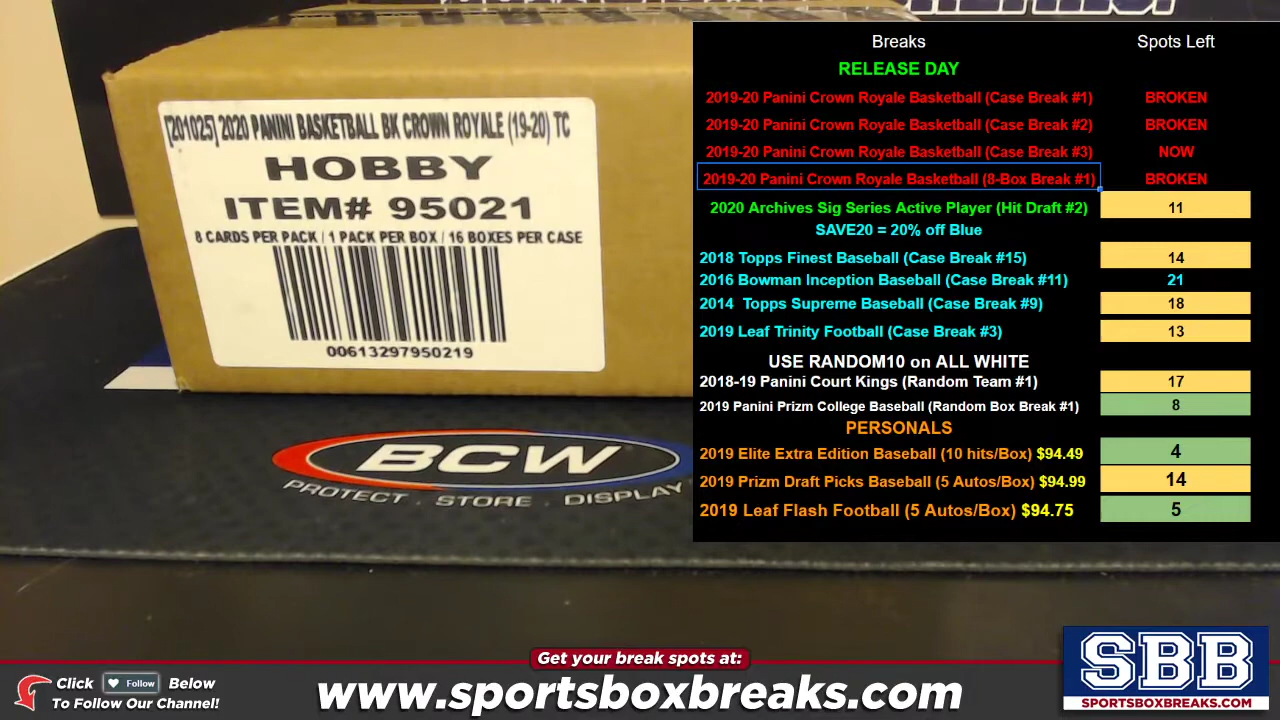 [201025] 2020 PANINI BASKETBALL BK CROWN ROYALE (19-20) TC
HOBBY
ITEM# 95021
8 CARDS PER PACK / 1 PACK PER BOX / 16 BOXES PER CASE
00613297950219
BCW
PROTECT . STORE . DISPLAY
Breaks Spots Left
RELEASE DAY
2019-20 Panini Crown Royale Basketball (Case Break #1) BROKEN
2019-20 Panini Crown Royale Basketball (Case Break #2) BROKEN
2019-20 Panini Crown Royale Basketball (Case Break #3) NOW
2019-20 Panini Crown Royale Basketball (8-Box Break #1) BROKEN
2020 Archives Sig Series Active Player (Hit Draft #2) 11
SAVE20 = 20% off Blue
2018 Topps Finest Baseball (Case Break #15) 14
2016 Bowman Inception Baseball (Case Break #11) 21
2014 Topps Supreme Baseball (Case Break #9) 18
2019 Leaf Trinity Football (Case Break #3) 13
USE RANDOM10 on ALL WHITE
2018-19 Panini Court Kings (Random Team #1) 17
2019 Panini Prizm College Baseball (Random Box Break #1) 8
PERSONALS
2019 Elite Extra Edition Baseball (10 hits/Box) $94.49 4
2019 Prizm Draft Picks Baseball (5 Autos/Box) $94.99 14
2019 Leaf Flash Football (5 Autos/Box) $94.75 5
Get your break spots at:
Click Follow Below
To Follow Our Channel!
www.sportsboxbreaks.com
SBB
SPORTSBOXBREAKS.COM